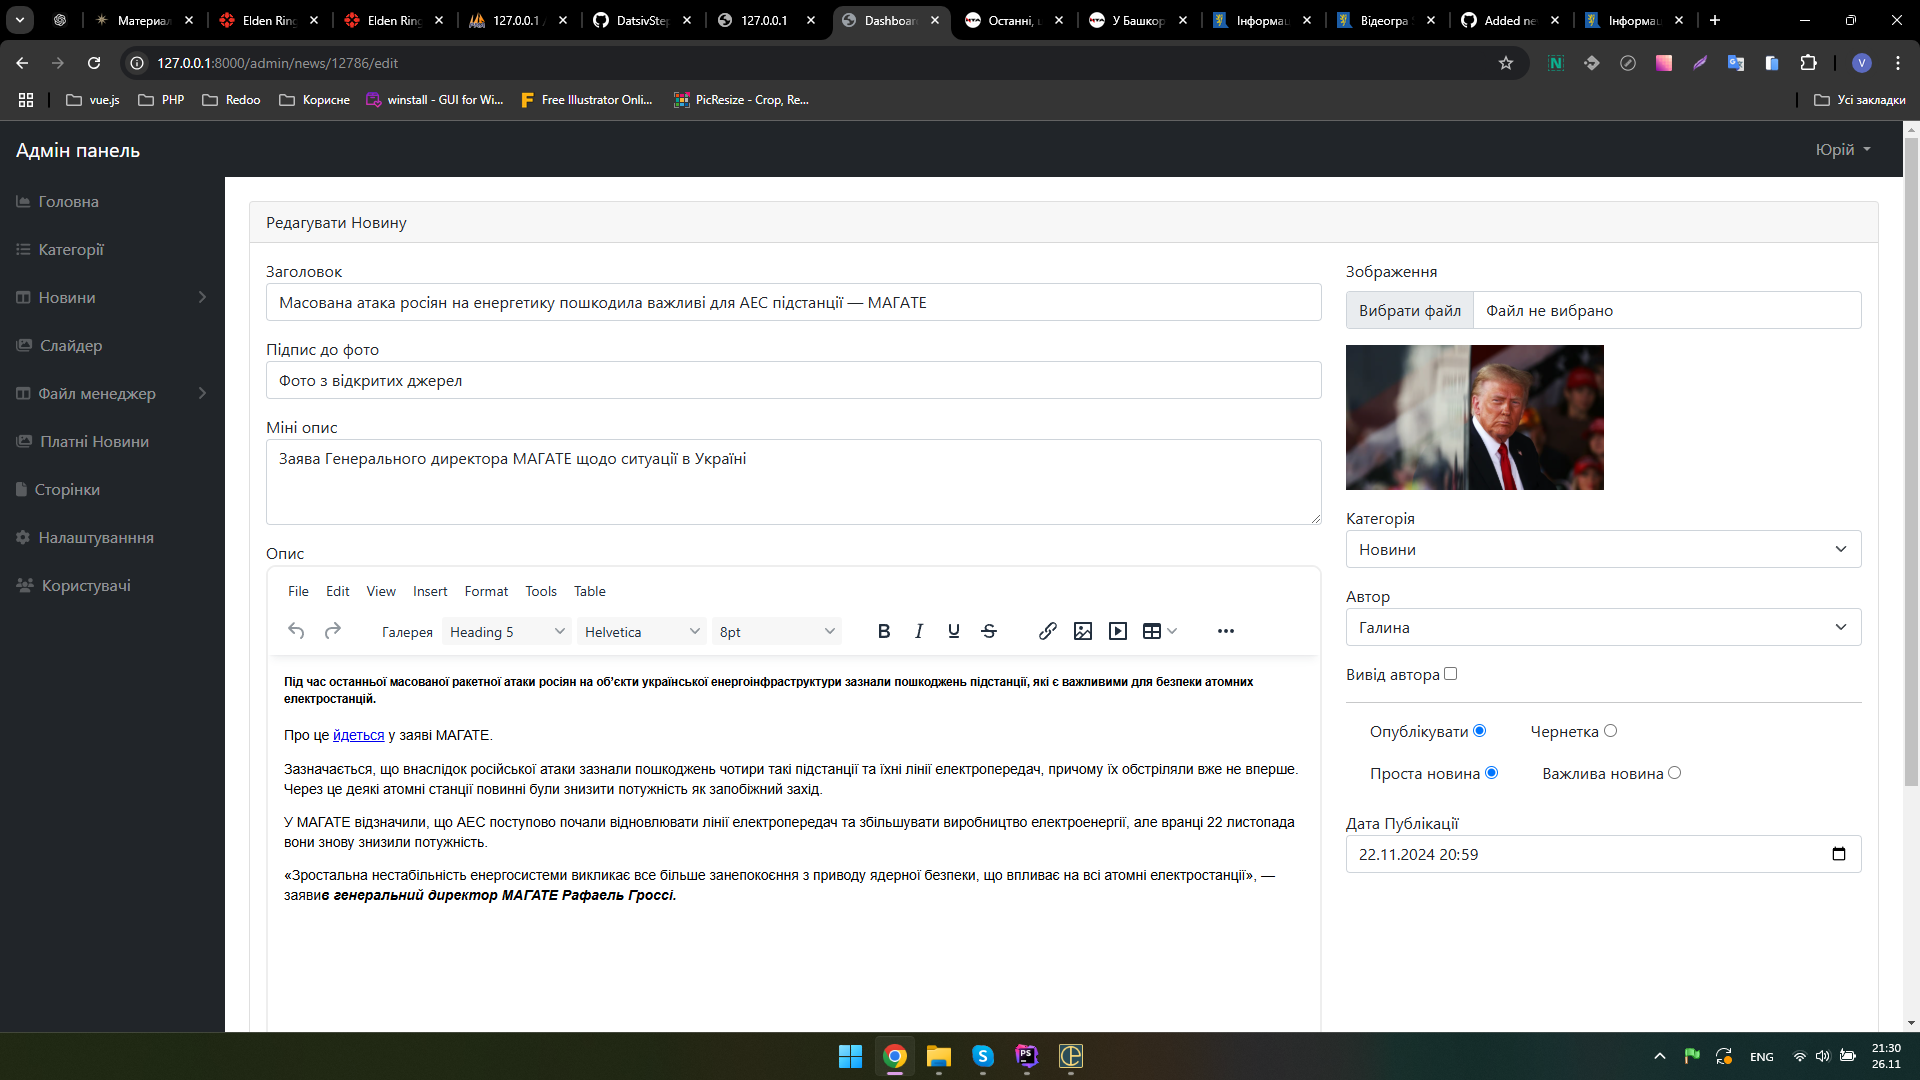 Материал
Elden Ring
Elden Ring
127.0.0.1 /
DatsivStep
127.0.0.1
Dashboar
Останні, ц
У Башкор
Інформац
Відеогра
Added ne
Інформац
127.0.0.1:8000/admin/news/12786/edit
V
vue.js
PHP
Redoo
Корисне
winstall - GUI for Wi...
Free Illustrator Onli...
PicResize - Crop, Re...
Усі закладки
Адмін панель
Юрій
Головна
Категорії
Новини
Слайдер
Файл менеджер
Платні Новини
Сторінки
Налаштуванння
Користувачі
Редагувати Новину
Заголовок
Масована атака росіян на енергетику пошкодила важливі для АЕС підстанції — МАГАТЕ
Підпис до фото
Фото з відкритих джерел
Міні опис
Заява Генерального директора МАГАТЕ щодо ситуації в Україні
Опис
File Edit View Insert Format Tools Table
Галерея Heading 5 Helvetica 8pt B I U S
Під час останньої масованої ракетної атаки росіян на об’єкти української енергоінфраструктури зазнали пошкоджень підстанції, які є важливими для безпеки атомних
електростанцій.
Про це йдеться у заяві МАГАТЕ.
Зазначається, що внаслідок російської атаки зазнали пошкоджень чотири такі підстанції та їхні лінії електропередач, причому їх обстріляли вже не вперше.
Через це деякі атомні станції повинні були знизити потужність як запобіжний захід.
У МАГАТЕ відзначили, що АЕС поступово почали відновлювати лінії електропередач та збільшувати виробництво електроенергії, але вранці 22 листопада
вони знову знизили потужність.
«Зростальна нестабільність енергосистеми викликає все більше занепокоєння з приводу ядерної безпеки, що впливає на всі атомні електростанції», —
заявив генеральний директор МАГАТЕ Рафаель Гроссі.
Зображення
Вибрати файл Файл не вибрано
Категорія
Новини
Автор
Галина
Вивід автора
Опублікувати Чернетка
Проста новина Важлива новина
Дата Публікації
22.11.2024 20:59
ENG
21:30
26.11